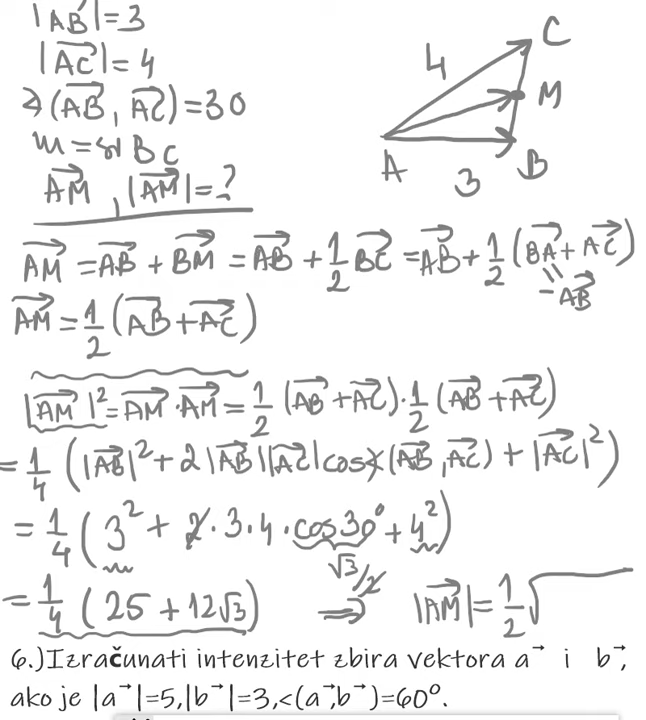 |AB⃗|=3
|AC⃗|=4
∢(AB⃗, AC⃗)=30
m=sr BC
AM⃗, |AM⃗|=?
C
4
M
A
3
B
AM⃗ = AB⃗ + BM⃗ = AB⃗ + 1/2 BC⃗ = AB⃗ + 1/2 (BA⃗ + AC⃗)
=
-AB⃗
AM⃗ = 1/2 (AB⃗ + AC⃗)
|AM⃗|² = AM⃗ · AM⃗ = 1/2 (AB⃗ + AC⃗) · 1/2 (AB⃗ + AC⃗)
= 1/4 (|AB⃗|² + 2|AB⃗||AC⃗|cos∢(AB⃗, AC⃗) + |AC⃗|²)
= 1/4 (3² + 2·3·4·cos30° + 4²)
√3/2
= 1/4 (25 + 12√3) ⇒ |AM⃗| = 1/2 √
6.)Izračunati intenzitet zbira vektora a→ i b→,
ako je |a→|=5,|b→|=3,<(a→,b→)=60°.